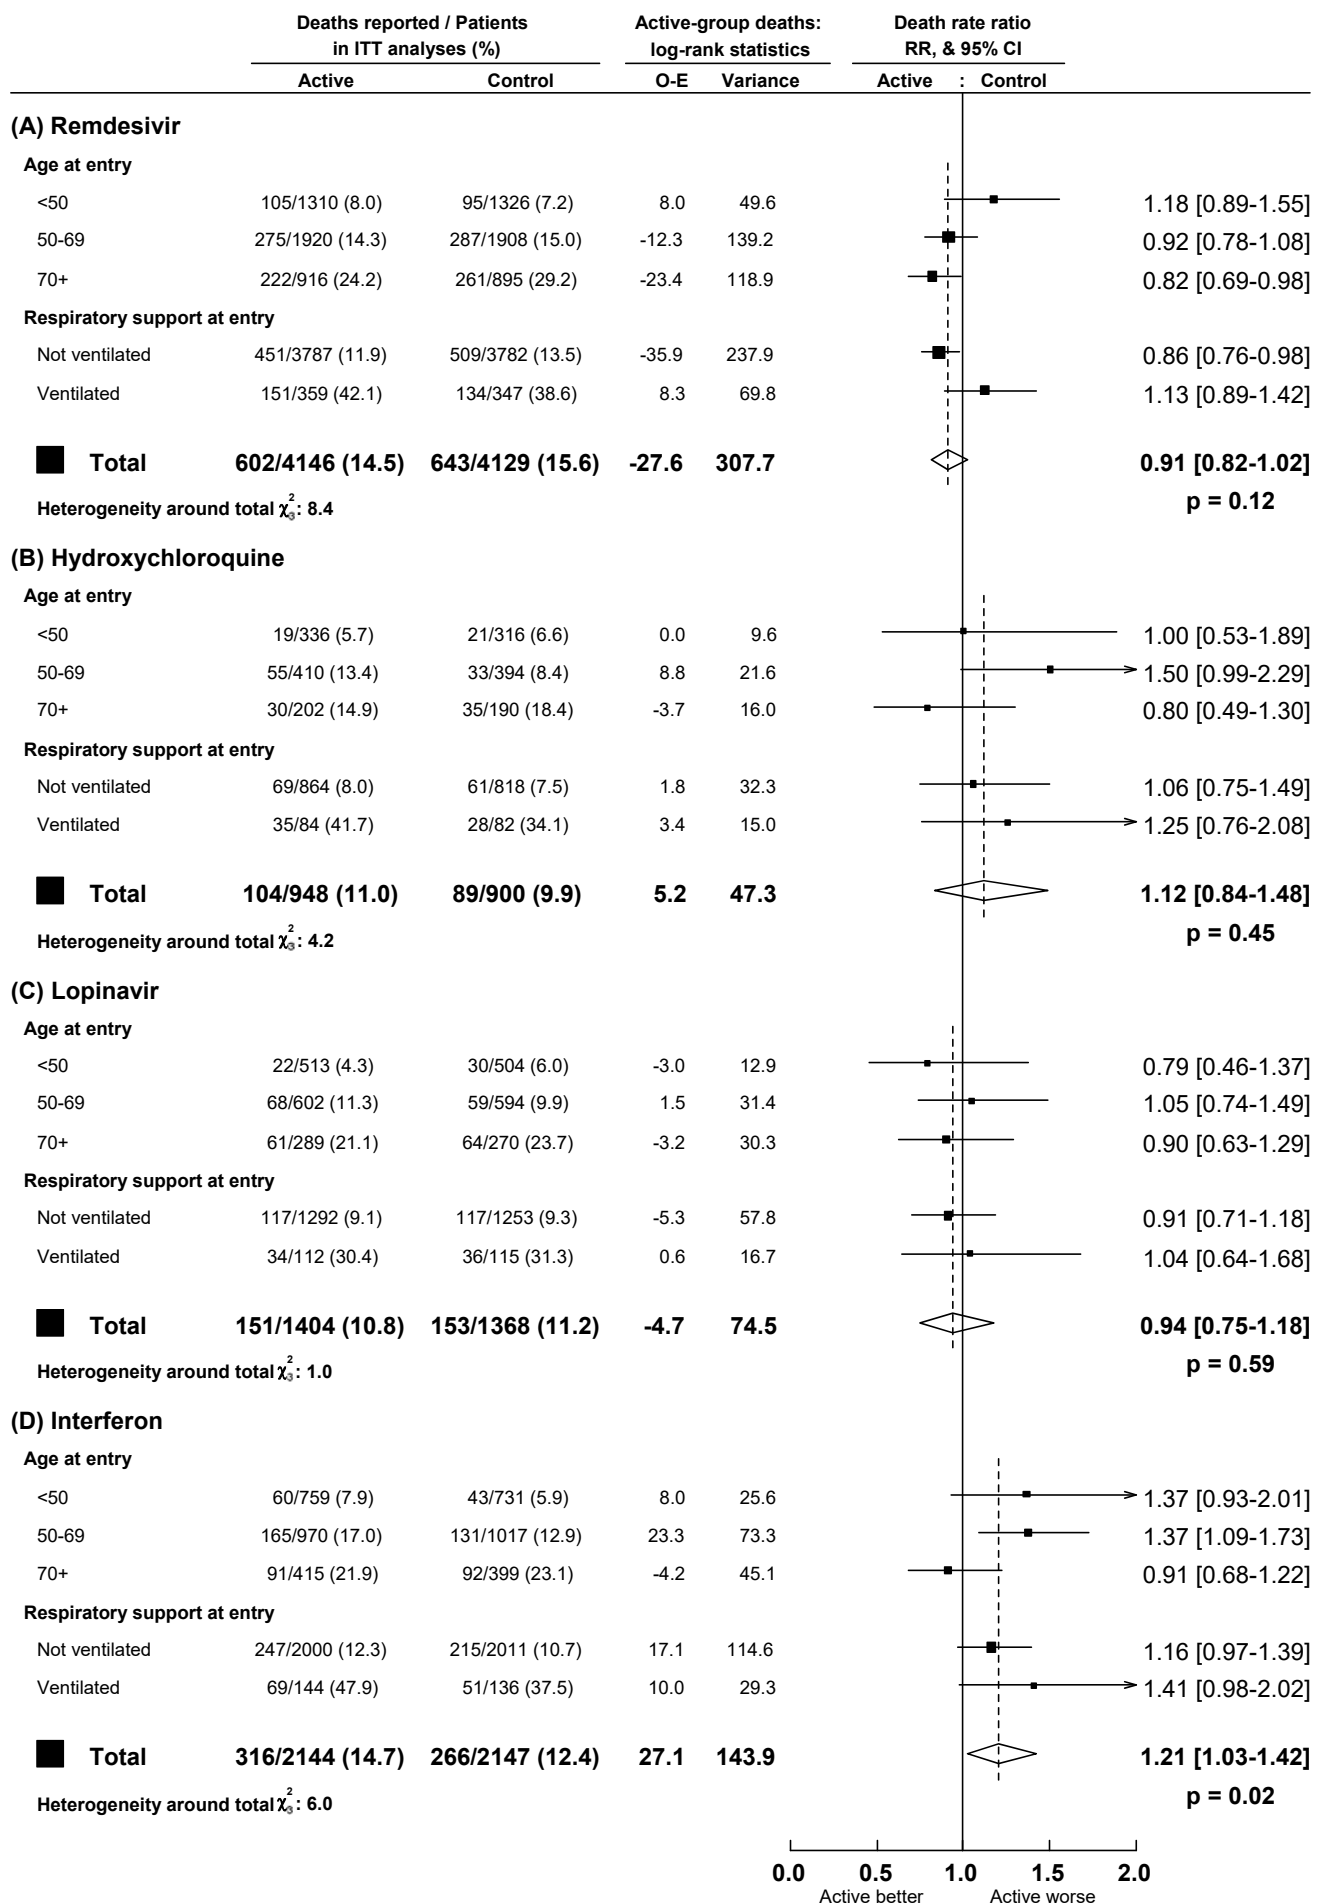 Deaths reported / Patients Active-group deaths: Death rate ratio
in ITT analyses (%) log-rank statistics RR, & 95% CI
Active Control O-E Variance Active : Control
(A) Remdesivir
Age at entry
<50 105/1310 (8.0) 95/1326 (7.2) 8.0 49.6 1.18 [0.89-1.55]
50-69 275/1920 (14.3) 287/1908 (15.0) -12.3 139.2 0.92 [0.78-1.08]
70+ 222/916 (24.2) 261/895 (29.2) -23.4 118.9 0.82 [0.69-0.98]
Respiratory support at entry
Not ventilated 451/3787 (11.9) 509/3782 (13.5) -35.9 237.9 0.86 [0.76-0.98]
Ventilated 151/359 (42.1) 134/347 (38.6) 8.3 69.8 1.13 [0.89-1.42]
Total 602/4146 (14.5) 643/4129 (15.6) -27.6 307.7 0.91 [0.82-1.02]
Heterogeneity around total χ²₃: 8.4 p = 0.12
(B) Hydroxychloroquine
Age at entry
<50 19/336 (5.7) 21/316 (6.6) 0.0 9.6 1.00 [0.53-1.89]
50-69 55/410 (13.4) 33/394 (8.4) 8.8 21.6 1.50 [0.99-2.29]
70+ 30/202 (14.9) 35/190 (18.4) -3.7 16.0 0.80 [0.49-1.30]
Respiratory support at entry
Not ventilated 69/864 (8.0) 61/818 (7.5) 1.8 32.3 1.06 [0.75-1.49]
Ventilated 35/84 (41.7) 28/82 (34.1) 3.4 15.0 1.25 [0.76-2.08]
Total 104/948 (11.0) 89/900 (9.9) 5.2 47.3 1.12 [0.84-1.48]
Heterogeneity around total χ²₃: 4.2 p = 0.45
(C) Lopinavir
Age at entry
<50 22/513 (4.3) 30/504 (6.0) -3.0 12.9 0.79 [0.46-1.37]
50-69 68/602 (11.3) 59/594 (9.9) 1.5 31.4 1.05 [0.74-1.49]
70+ 61/289 (21.1) 64/270 (23.7) -3.2 30.3 0.90 [0.63-1.29]
Respiratory support at entry
Not ventilated 117/1292 (9.1) 117/1253 (9.3) -5.3 57.8 0.91 [0.71-1.18]
Ventilated 34/112 (30.4) 36/115 (31.3) 0.6 16.7 1.04 [0.64-1.68]
Total 151/1404 (10.8) 153/1368 (11.2) -4.7 74.5 0.94 [0.75-1.18]
Heterogeneity around total χ²₃: 1.0 p = 0.59
(D) Interferon
Age at entry
<50 60/759 (7.9) 43/731 (5.9) 8.0 25.6 1.37 [0.93-2.01]
50-69 165/970 (17.0) 131/1017 (12.9) 23.3 73.3 1.37 [1.09-1.73]
70+ 91/415 (21.9) 92/399 (23.1) -4.2 45.1 0.91 [0.68-1.22]
Respiratory support at entry
Not ventilated 247/2000 (12.3) 215/2011 (10.7) 17.1 114.6 1.16 [0.97-1.39]
Ventilated 69/144 (47.9) 51/136 (37.5) 10.0 29.3 1.41 [0.98-2.02]
Total 316/2144 (14.7) 266/2147 (12.4) 27.1 143.9 1.21 [1.03-1.42]
Heterogeneity around total χ²₃: 6.0 p = 0.02
0.0 0.5 1.0 1.5 2.0
Active better Active worse